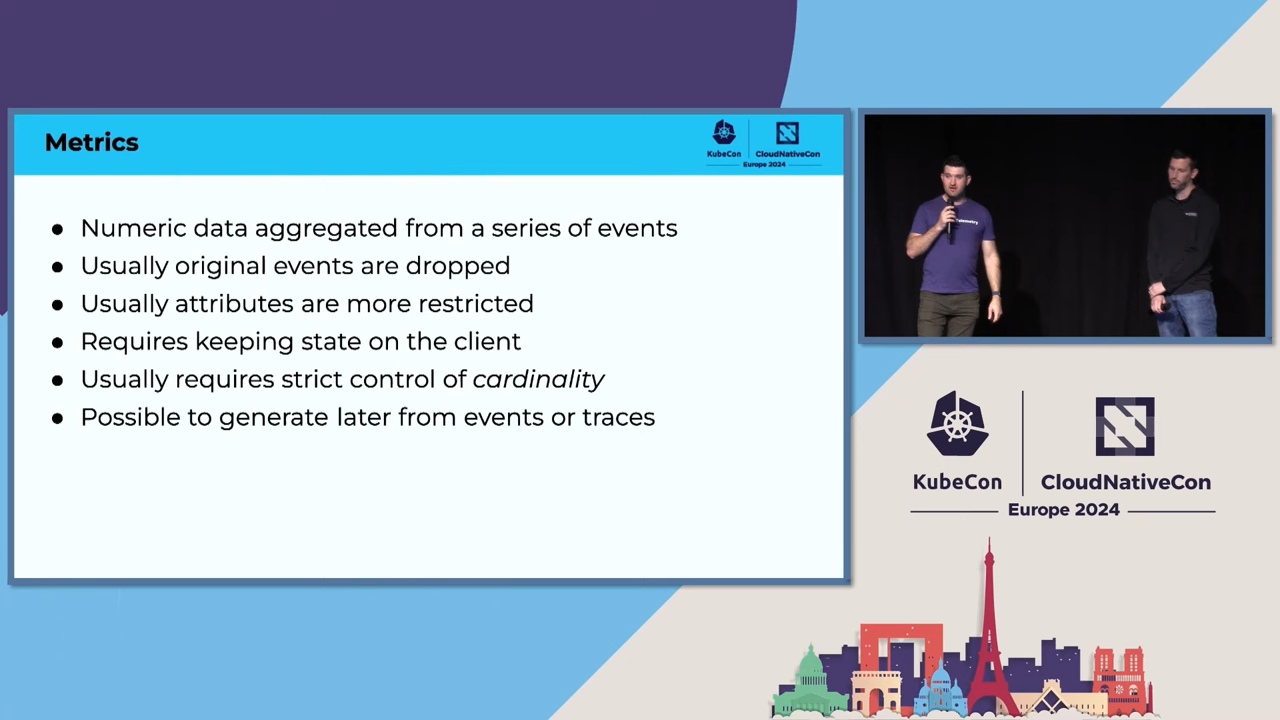 Metrics
KubeCon
CloudNativeCon
Europe 2024
● Numeric data aggregated from a series of events
● Usually original events are dropped
● Usually attributes are more restricted
● Requires keeping state on the client
● Usually requires strict control of cardinality
● Possible to generate later from events or traces
KubeCon
CloudNativeCon
Europe 2024